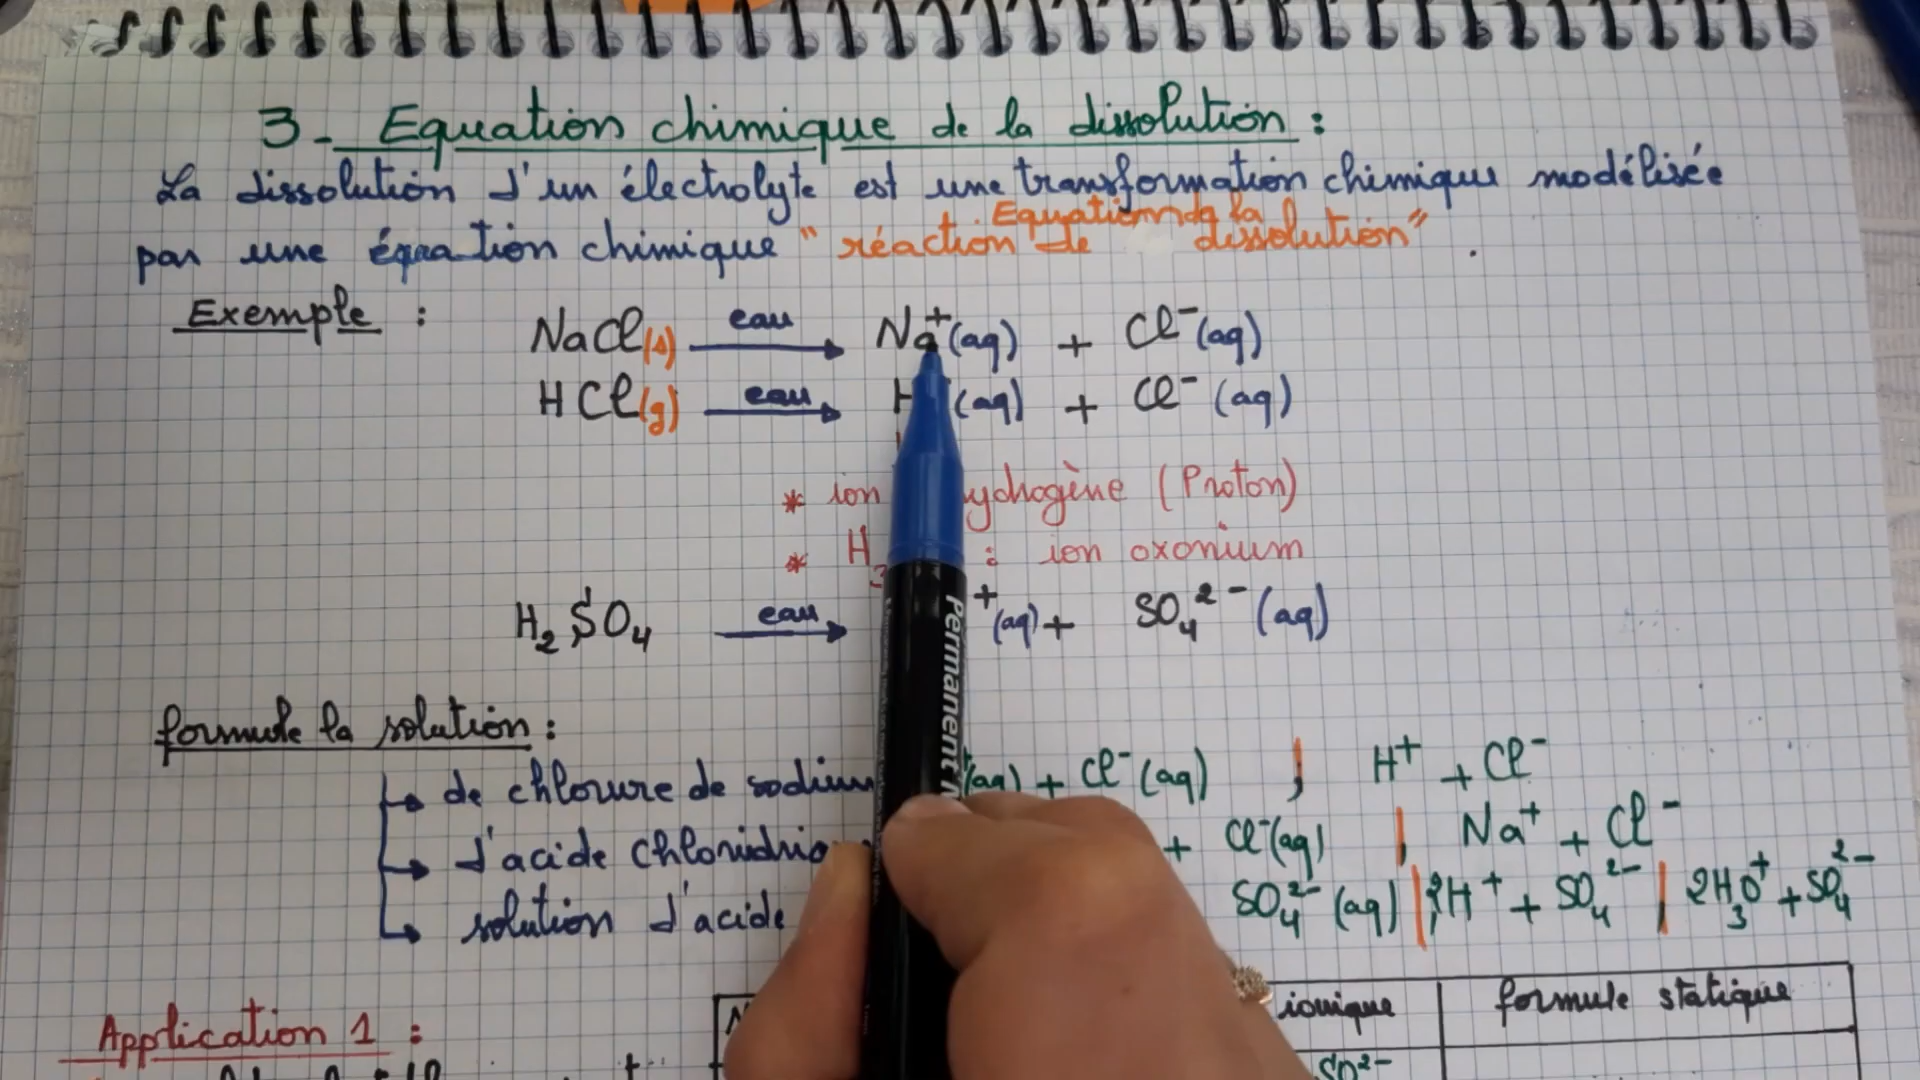 3- Equation chimique de la dissolution :
La dissolution d'un électrolyte est une transformation chimique modélisée
Equation de la
par une équation chimique "réaction de dissolution" .
Exemple : NaCl(s) eau → Na⁺(aq) + Cl⁻(aq)
HCl(g) eau → H (aq) + Cl⁻(aq)
* ion ydrogène (Proton)
* H₃ : ion oxonium
H₂SO₄ eau → ⁺(aq) + SO₄²⁻(aq)
formule la solution :
↳ de chlorure de sodium (aq) + Cl⁻(aq) ; H⁺ + Cl⁻
↳ d'acide chloridriq + Cl⁻(aq) | Na⁺ + Cl⁻
↳ solution d'acide SO₄²⁻(aq) | 2H⁺ + SO₄²⁻ | 2H₃O⁺ + SO₄²⁻
ionique formule statique
Application 1 :
SO²⁻
Permanent